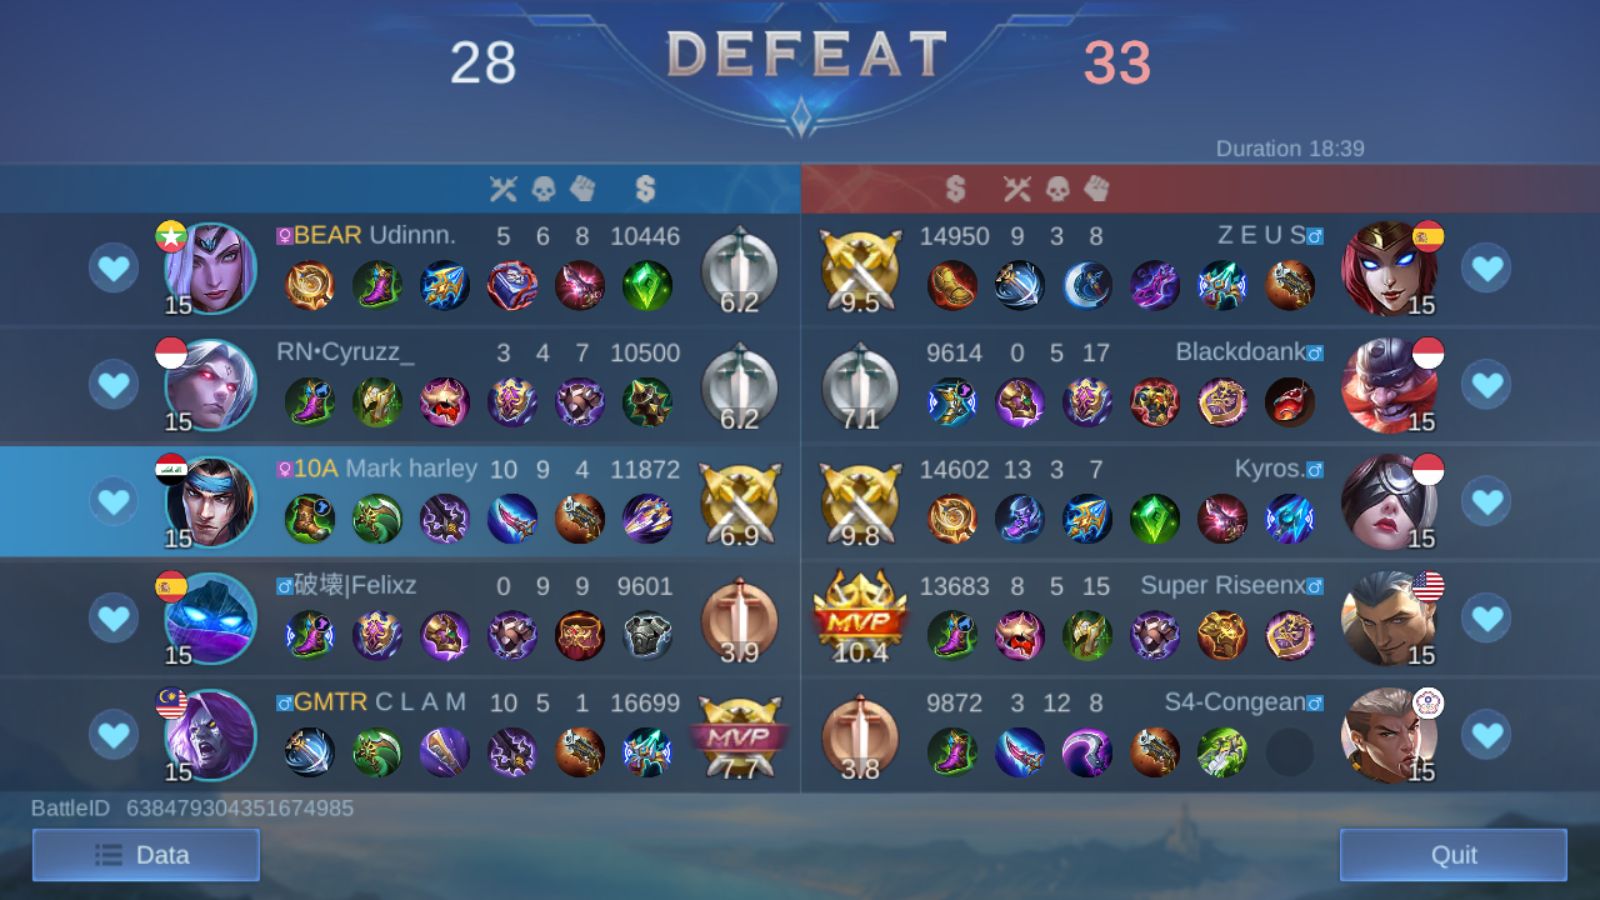 28 DEFEAT 33
Duration 18:39
BEAR Udinnn. 5 6 8 10446 6.2
15
9.5 14950 9 3 8 Z E U S
15
RN•Cyruzz_ 3 4 7 10500 6.2
15
7.1 9614 0 5 17 Blackdoank
15
10A Mark harley 10 9 4 11872 6.9
15
9.8 14602 13 3 7 Kyros.
15
破壊|Felixz 0 9 9 9601 3.9
15
MVP 10.4 13683 8 5 15 Super Riseenx
15
GMTR C L A M 10 5 1 16699 MVP 7.7
15
3.8 9872 3 12 8 S4-Congean
15
BattleID 638479304351674985
Data
Quit